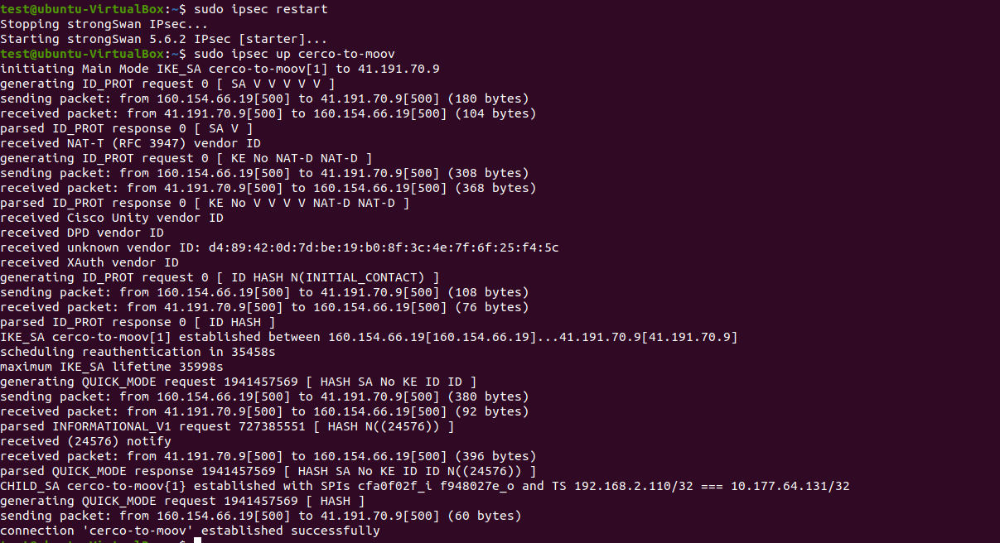 test@ubuntu-VirtualBox:~$ sudo ipsec restart
Stopping strongSwan IPsec...
Starting strongSwan 5.6.2 IPsec [starter]...
test@ubuntu-VirtualBox:~$ sudo ipsec up cerco-to-moov
initiating Main Mode IKE_SA cerco-to-moov[1] to 41.191.70.9
generating ID_PROT request 0 [ SA V V V V V ]
sending packet: from 160.154.66.19[500] to 41.191.70.9[500] (180 bytes)
received packet: from 41.191.70.9[500] to 160.154.66.19[500] (104 bytes)
parsed ID_PROT response 0 [ SA V ]
received NAT-T (RFC 3947) vendor ID
generating ID_PROT request 0 [ KE No NAT-D NAT-D ]
sending packet: from 160.154.66.19[500] to 41.191.70.9[500] (308 bytes)
received packet: from 41.191.70.9[500] to 160.154.66.19[500] (368 bytes)
parsed ID_PROT response 0 [ KE No V V V V NAT-D NAT-D ]
received Cisco Unity vendor ID
received DPD vendor ID
received unknown vendor ID: d4:89:42:0d:7d:be:19:b0:8f:3c:4e:7f:6f:25:f4:5c
received XAuth vendor ID
generating ID_PROT request 0 [ ID HASH N(INITIAL_CONTACT) ]
sending packet: from 160.154.66.19[500] to 41.191.70.9[500] (108 bytes)
received packet: from 41.191.70.9[500] to 160.154.66.19[500] (76 bytes)
parsed ID_PROT response 0 [ ID HASH ]
IKE_SA cerco-to-moov[1] established between 160.154.66.19[160.154.66.19]...41.191.70.9[41.191.70.9]
scheduling reauthentication in 35458s
maximum IKE_SA lifetime 35998s
generating QUICK_MODE request 1941457569 [ HASH SA No KE ID ID ]
sending packet: from 160.154.66.19[500] to 41.191.70.9[500] (380 bytes)
received packet: from 41.191.70.9[500] to 160.154.66.19[500] (92 bytes)
parsed INFORMATIONAL_V1 request 727385551 [ HASH N((24576)) ]
received (24576) notify
received packet: from 41.191.70.9[500] to 160.154.66.19[500] (396 bytes)
parsed QUICK_MODE response 1941457569 [ HASH SA No KE ID ID N((24576)) ]
CHILD_SA cerco-to-moov{1} established with SPIs cfa0f02f_i f948027e_o and TS 192.168.2.110/32 === 10.177.64.131/32
generating QUICK_MODE request 1941457569 [ HASH ]
sending packet: from 160.154.66.19[500] to 41.191.70.9[500] (60 bytes)
connection 'cerco-to-moov' established successfully